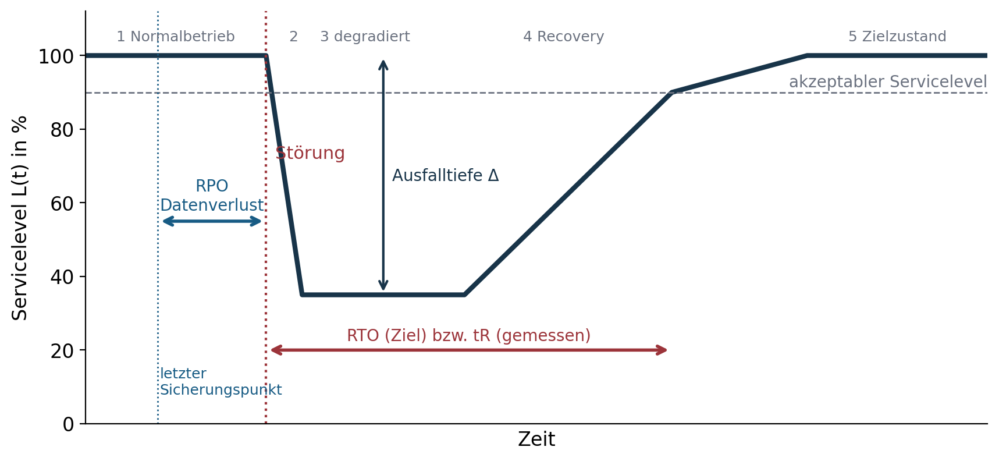 1 Normalbetrieb
2
3 degradiert
4 Recovery
5 Zielzustand
100
akzeptabler Servicelevel
80
Störung
Ausfalltiefe Δ
RPO
Datenverlust
60
40
RTO (Ziel) bzw. tR (gemessen)
20
letzter
Sicherungspunkt
0
Servicelevel L(t) in %
Zeit